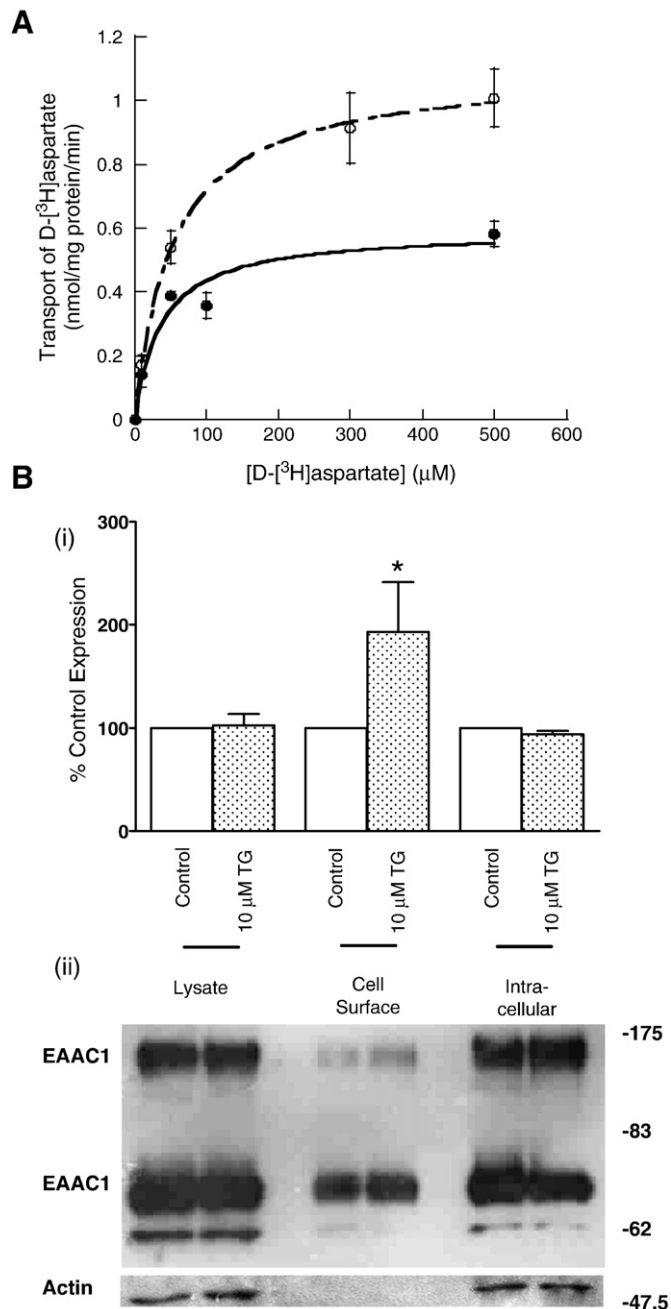 A
Transport of D-[³H]aspartate
(nmol/mg protein/min)
1.2
1
0.8
0.6
0.4
0.2
0
0
100
200
300
400
500
600
[D-[³H]aspartate] (μM)
B
(i)
% Control Expression
300
200
100
0
*
Control
10 μM TG
Control
10 μM TG
Control
10 μM TG
(ii)
Lysate
Cell
Surface
Intra-
cellular
EAAC1
EAAC1
Actin
-175
-83
-62
-47.5